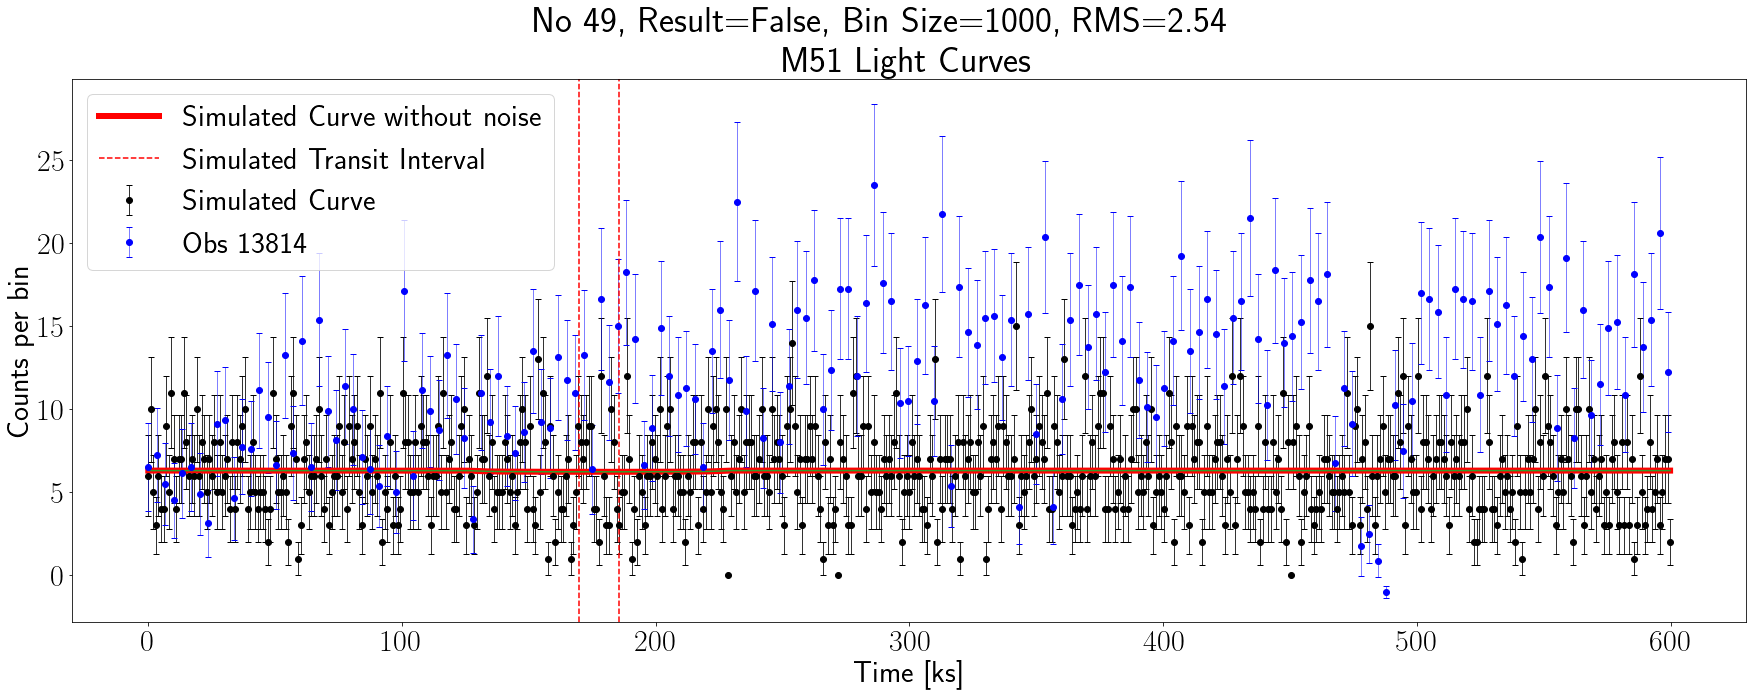 No 49, Result=False, Bin Size=1000, RMS=2.54
M51 Light Curves
Simulated Curve without noise
Simulated Transit Interval
Simulated Curve
Obs 13814
Counts per bin
25
20
15
10
5
0
0 100 200 300 400 500 600
Time [ks]